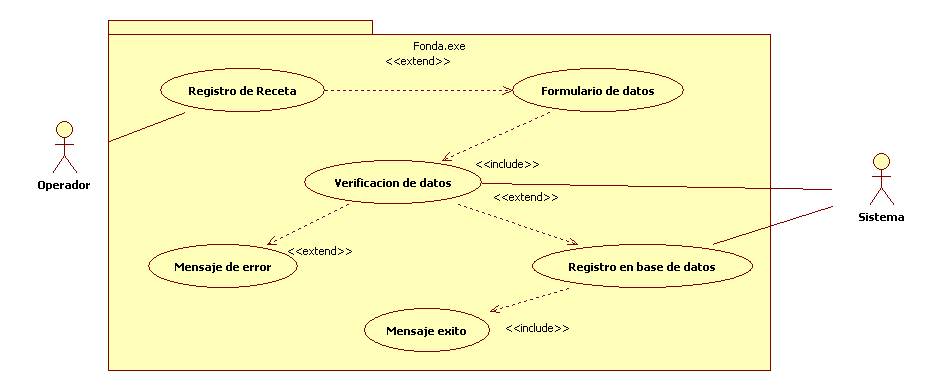 Fonda.exe
<<extend>>
Registro de Receta
Formulario de datos
<<include>>
Operador
Verificacion de datos
<<extend>>
Sistema
<<extend>>
Mensaje de error
Registro en base de datos
Mensaje exito
<<include>>